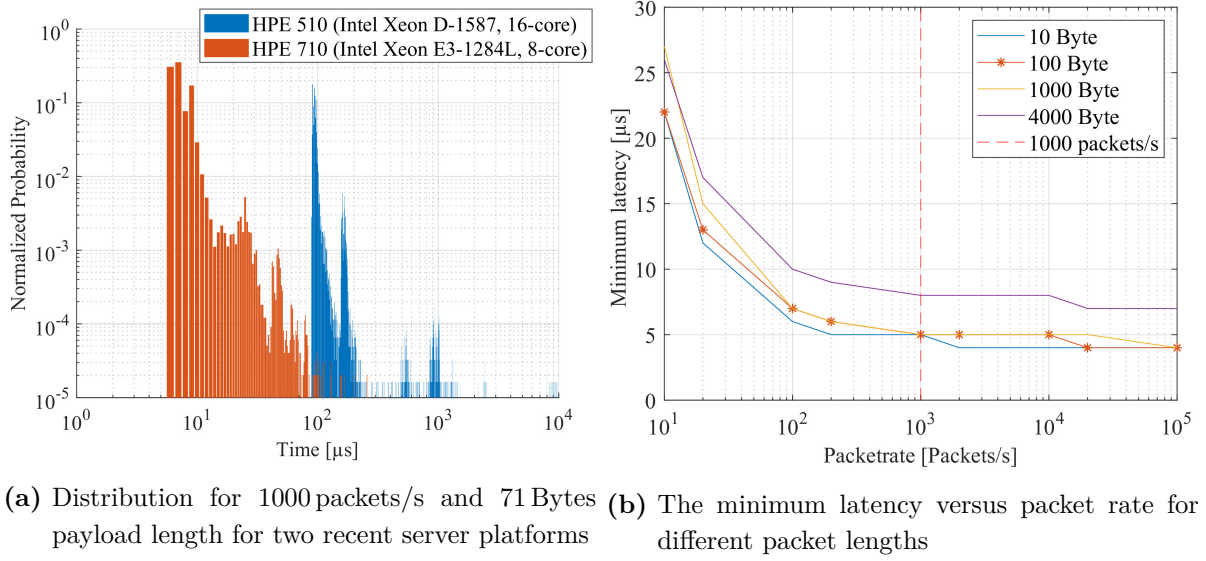 HPE 510 (Intel Xeon D-1587, 16-core)
HPE 710 (Intel Xeon E3-1284L, 8-core)
Normalized Probability
10^0
10^-1
10^-2
10^-3
10^-4
10^-5
10^0 10^1 10^2 10^3 10^4
Time [µs]
(a) Distribution for 1000 packets/s and 71 Bytes
payload length for two recent server platforms
10 Byte
100 Byte
1000 Byte
4000 Byte
1000 packets/s
Minimum latency [µs]
30
25
20
15
10
5
0
10^1 10^2 10^3 10^4 10^5
Packetrate [Packets/s]
(b) The minimum latency versus packet rate for
different packet lengths